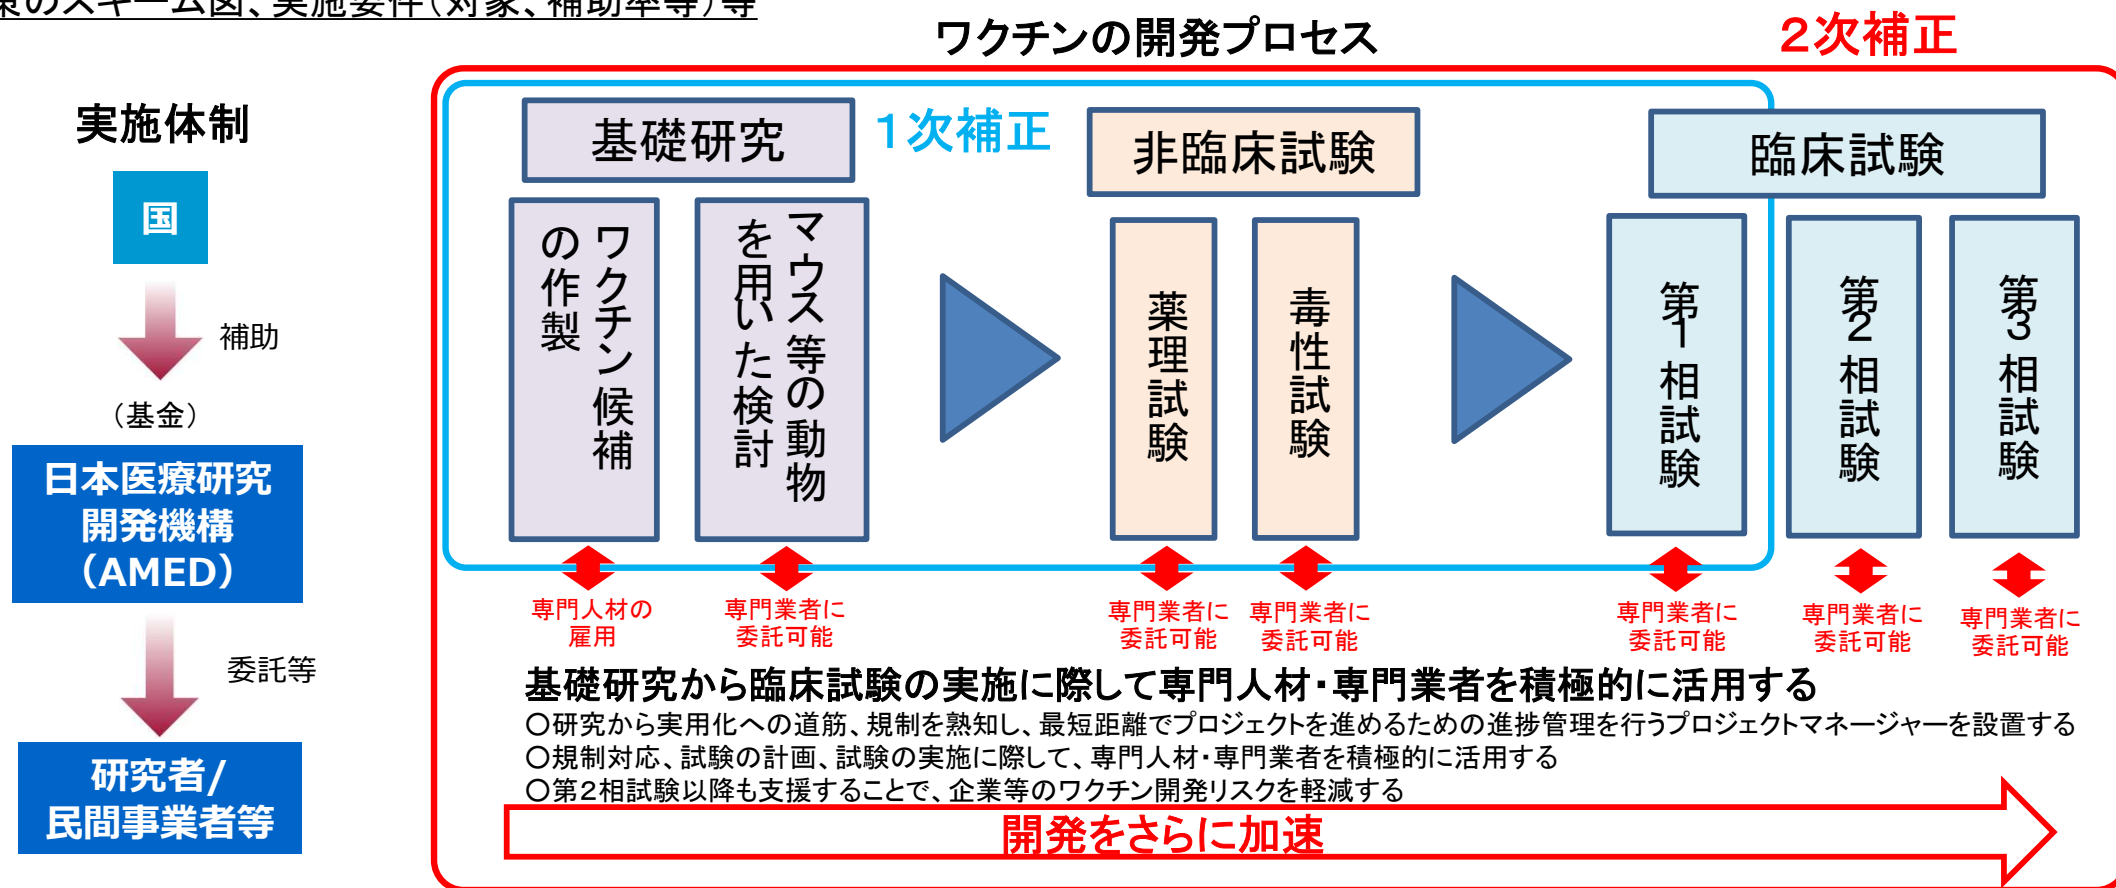 策のスキーム図、実施要件（対象、補助率等）等
ワクチンの開発プロセス
2次補正
実施体制
国
補助
（基金）
日本医療研究
開発機構
（AMED）
委託等
研究者/
民間事業者等
1次補正
基礎研究
ワクチン候補
の作製
マウス等の動物
を用いた検討
非臨床試験
薬理試験
毒性試験
臨床試験
第1相試験
第2相試験
第3相試験
専門人材の
雇用
専門業者に
委託可能
専門業者に
委託可能
専門業者に
委託可能
専門業者に
委託可能
専門業者に
委託可能
専門業者に
委託可能
基礎研究から臨床試験の実施に際して専門人材・専門業者を積極的に活用する
〇研究から実用化への道筋、規制を熟知し、最短距離でプロジェクトを進めるための進捗管理を行うプロジェクトマネージャーを設置する
〇規制対応、試験の計画、試験の実施に際して、専門人材・専門業者を積極的に活用する
〇第2相試験以降も支援することで、企業等のワクチン開発リスクを軽減する
開発をさらに加速